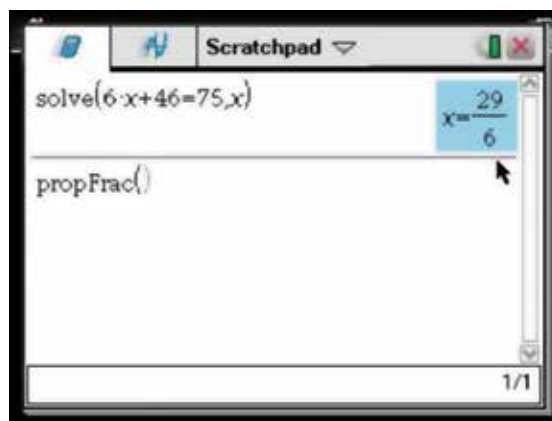 Scratchpad
solve(6·x+46=75,x)
x=29/6
propFrac()
1/1